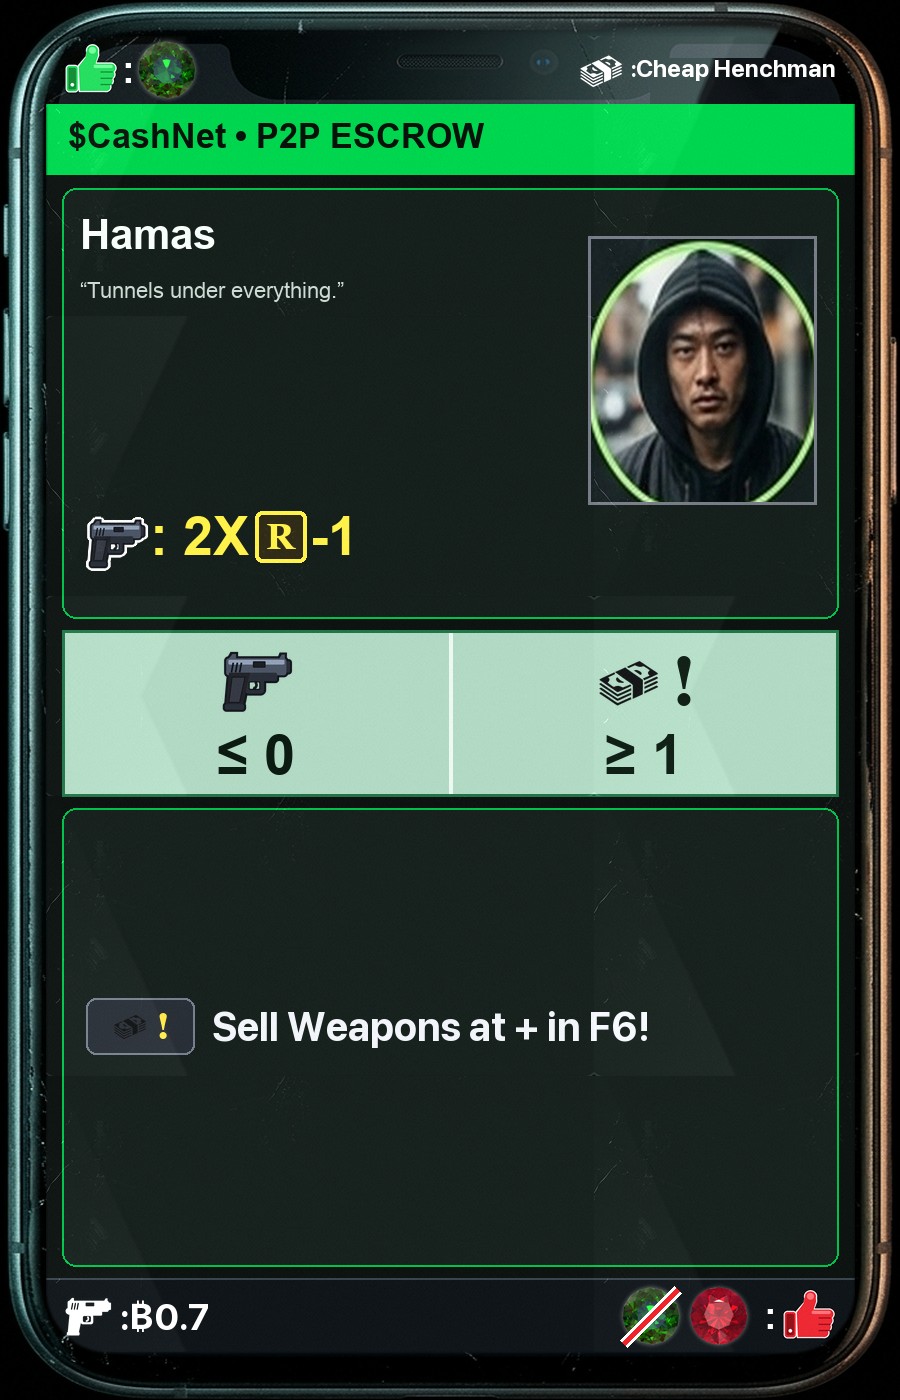 :
:Cheap Henchman
$CashNet • P2P ESCROW
Hamas
“Tunnels under everything.”
: 2X R -1
!
≤ 0
≥ 1
! Sell Weapons at + in F6!
:฿0.7
: